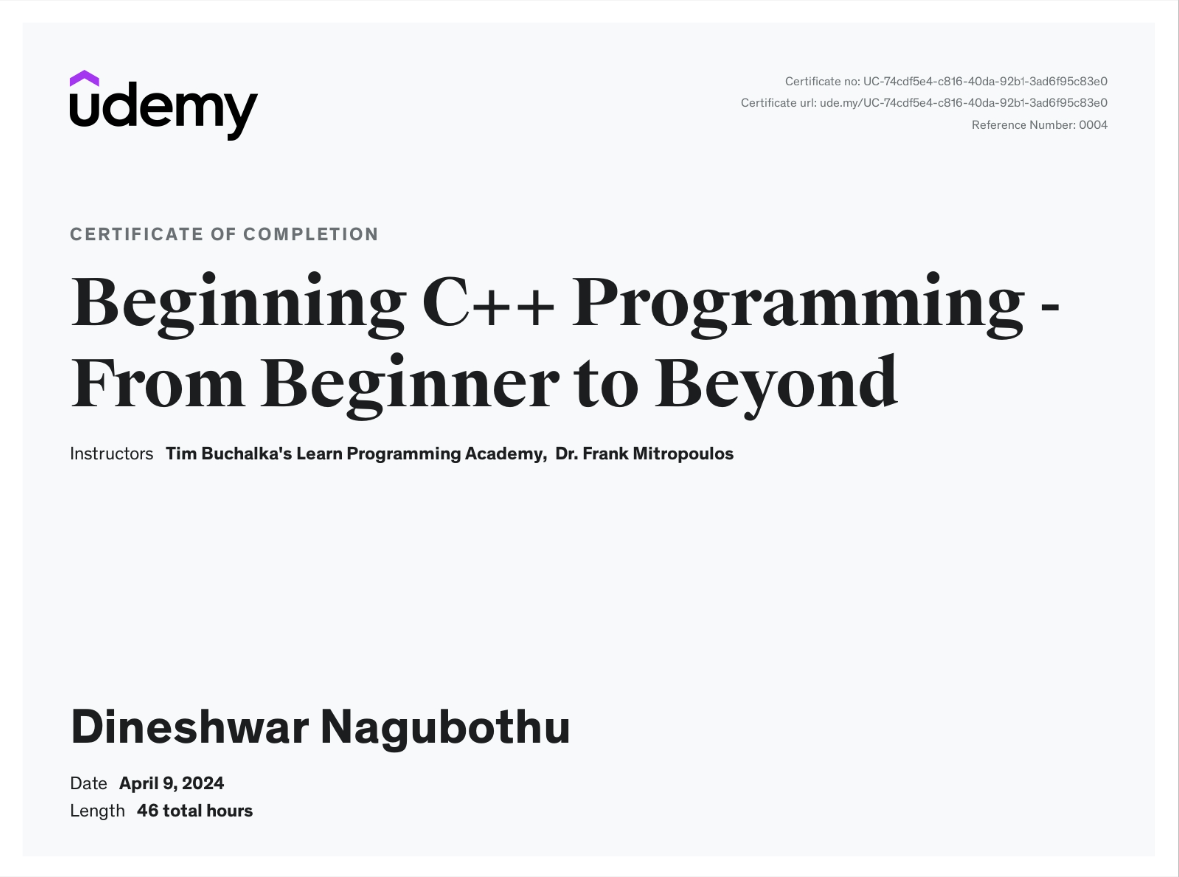 udemy
Certificate no: UC-74cdf5e4-c816-40da-92b1-3ad6f95c83e0
Certificate url: ude.my/UC-74cdf5e4-c816-40da-92b1-3ad6f95c83e0
Reference Number: 0004
CERTIFICATE OF COMPLETION
Beginning C++ Programming -
From Beginner to Beyond
Instructors Tim Buchalka's Learn Programming Academy, Dr. Frank Mitropoulos
Dineshwar Nagubothu
Date April 9, 2024
Length 46 total hours